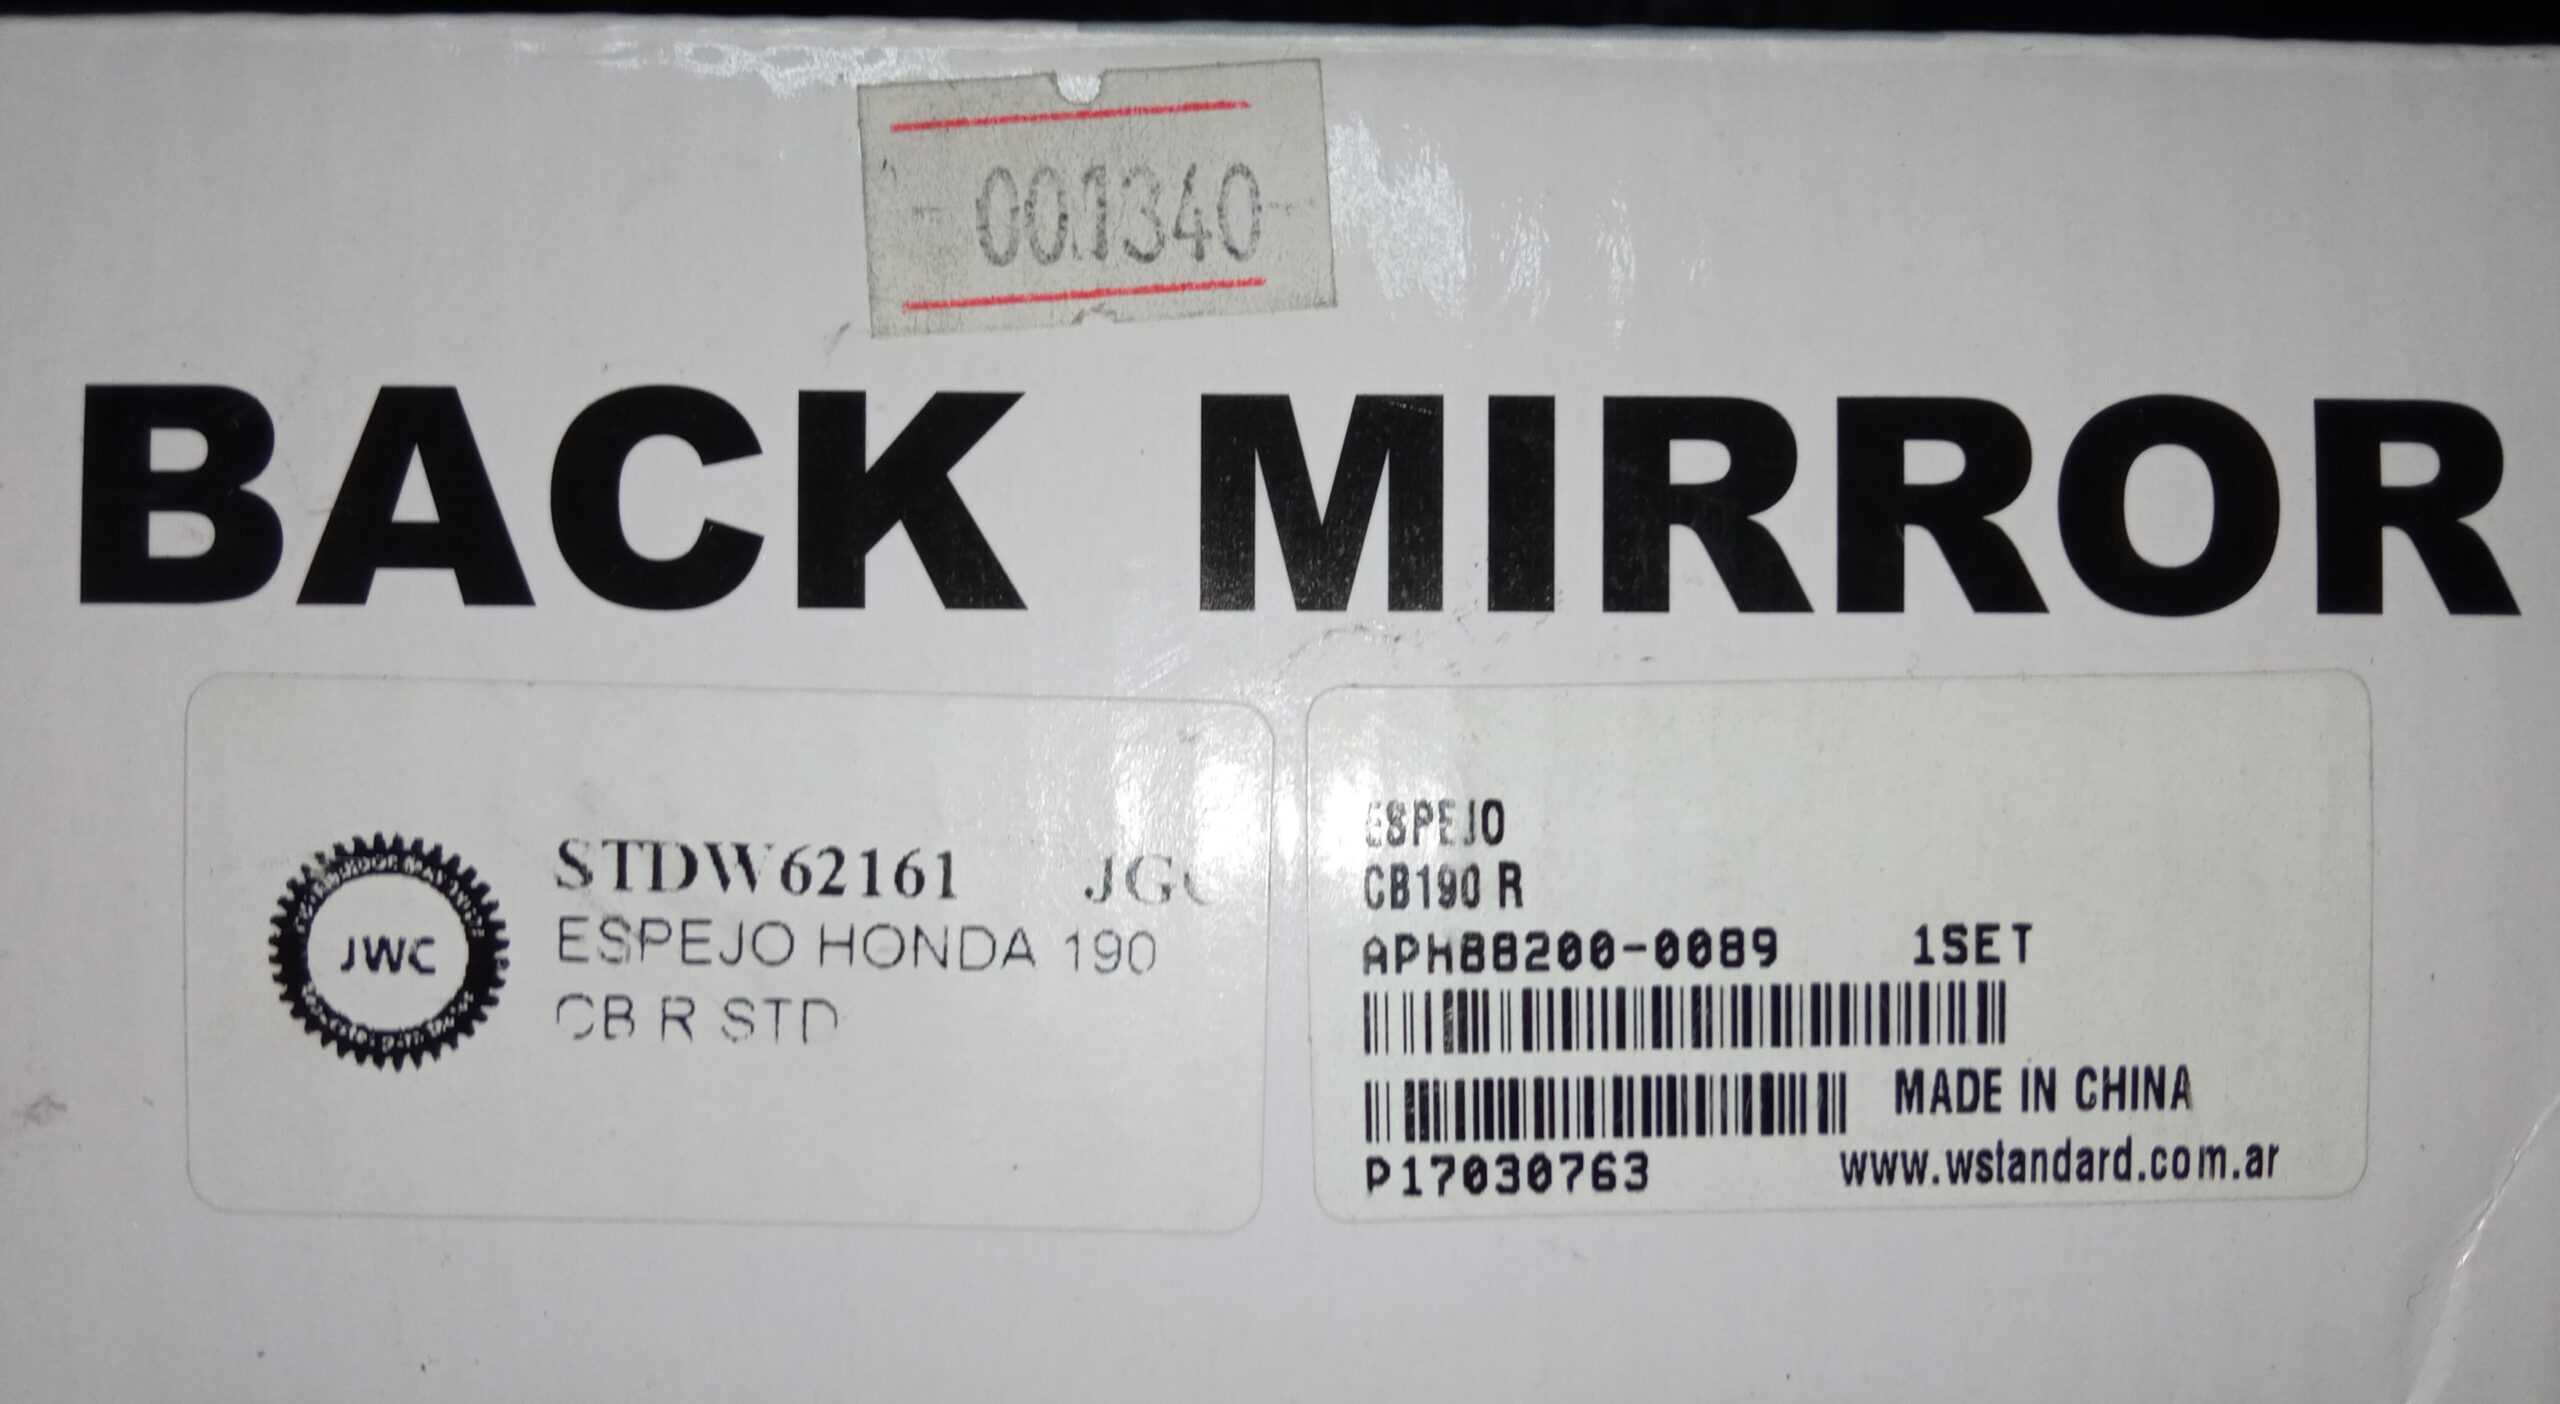 001340
BACK MIRROR
JWC
STDW62161
ESPEJO HONDA 190
CB R STD
ESPEJO
CB190 R
APH88200-0089 1SET
MADE IN CHINA
P17030763 www.wstandard.com.ar